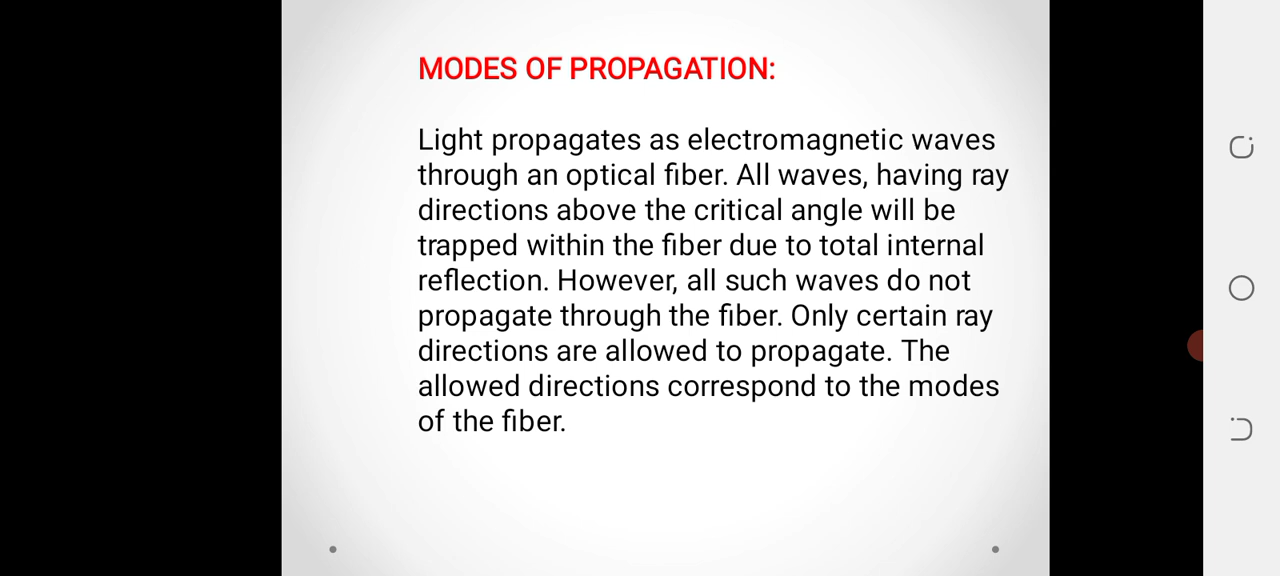 MODES OF PROPAGATION:
Light propagates as electromagnetic waves
through an optical fiber. All waves, having ray
directions above the critical angle will be
trapped within the fiber due to total internal
reflection. However, all such waves do not
propagate through the fiber. Only certain ray
directions are allowed to propagate. The
allowed directions correspond to the modes
of the fiber.